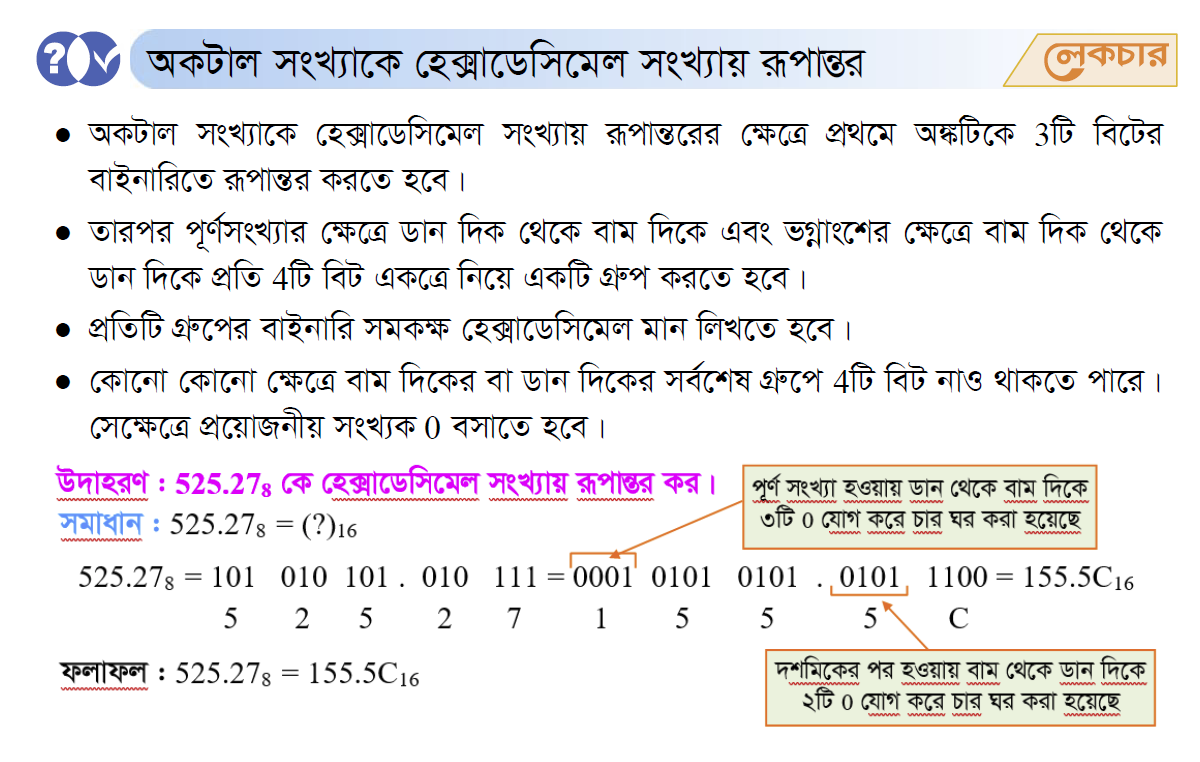 অকটাল সংখ্যাকে হেক্সাডেসিমেল সংখ্যায় রূপান্তর
লেকচার
● অকটাল সংখ্যাকে হেক্সাডেসিমেল সংখ্যায় রূপান্তরের ক্ষেত্রে প্রথমে অঙ্কটিকে 3টি বিটের
বাইনারিতে রূপান্তর করতে হবে।
● তারপর পূর্ণসংখ্যার ক্ষেত্রে ডান দিক থেকে বাম দিকে এবং ভগ্নাংশের ক্ষেত্রে বাম দিক থেকে
ডান দিকে প্রতি 4টি বিট একত্রে নিয়ে একটি গ্রুপ করতে হবে।
● প্রতিটি গ্রুপের বাইনারি সমকক্ষ হেক্সাডেসিমেল মান লিখতে হবে।
● কোনো কোনো ক্ষেত্রে বাম দিকের বা ডান দিকের সর্বশেষ গ্রুপে 4টি বিট নাও থাকতে পারে।
সেক্ষেত্রে প্রয়োজনীয় সংখ্যক 0 বসাতে হবে।
উদাহরণ : 525.27₈ কে হেক্সাডেসিমেল সংখ্যায় রূপান্তর কর।
সমাধান : 525.27₈ = (?)₁₆
পূর্ণ সংখ্যা হওয়ায় ডান থেকে বাম দিকে
৩টি 0 যোগ করে চার ঘর করা হয়েছে
525.27₈ = 101 010 101 . 010 111 = 0001 0101 0101 . 0101 1100 = 155.5C₁₆
5 2 5 2 7 1 5 5 5 C
ফলাফল : 525.27₈ = 155.5C₁₆
দশমিকের পর হওয়ায় বাম থেকে ডান দিকে
২টি 0 যোগ করে চার ঘর করা হয়েছে